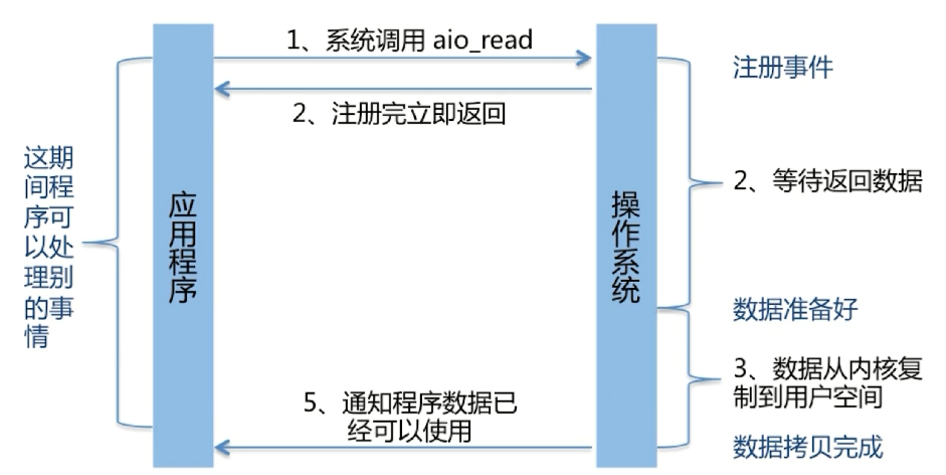 1、系统调用 aio_read
注册事件
2、注册完立即返回
这期
间程
序可
以处
理别
的事
情
应用程序
操作系统
2、等待返回数据
数据准备好
3、数据从内核复
制到用户空间
5、通知程序数据已
经可以使用
数据拷贝完成